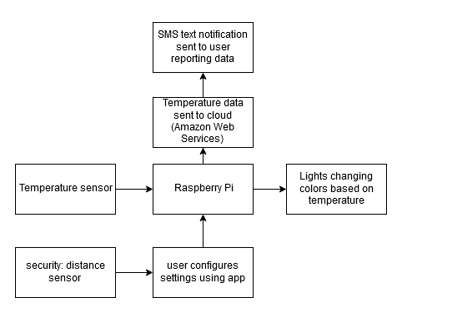 SMS text notification
sent to user
reporting data
Temperature data
sent to cloud
(Amazon Web
Services)
Temperature sensor
Raspberry Pi
Lights changing
colors based on
temperature
security: distance
sensor
user configures
settings using app